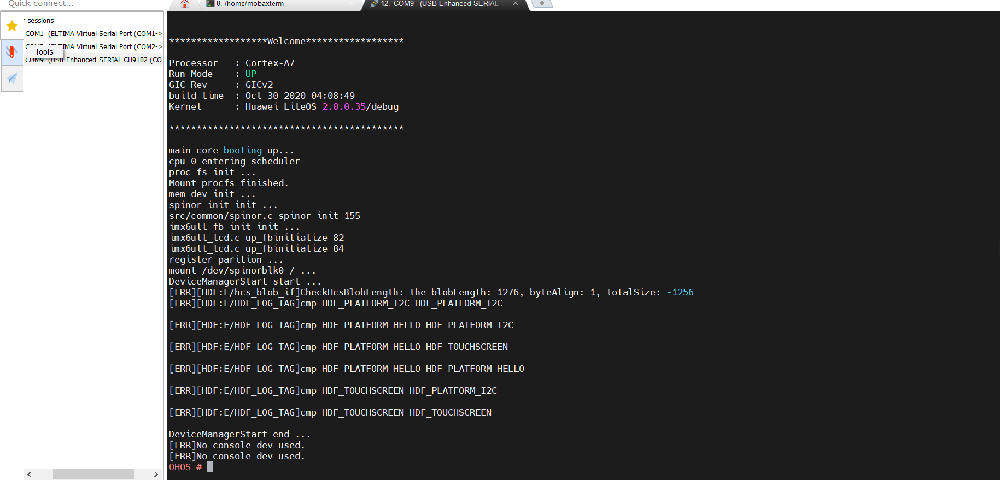 Quick connect...
8. /home/mobaxterm
12. COM9 (USB-Enhanced-SERIAL C
sessions
COM1 (ELTIMA Virtual Serial Port (COM1->
TIMA Virtual Serial Port (COM2->
Tools
COM9 (USB-Enhanced-SERIAL CH9102 (CO
******************Welcome******************
Processor : Cortex-A7
Run Mode : UP
GIC Rev : GICv2
build time : Oct 30 2020 04:08:49
Kernel : Huawei LiteOS 2.0.0.35/debug
*******************************************
main core booting up...
cpu 0 entering scheduler
proc fs init ...
Mount procfs finished.
mem dev init ...
spinor_init init ...
src/common/spinor.c spinor_init 155
imx6ull_fb_init init ...
imx6ull_lcd.c up_fbinitialize 82
imx6ull_lcd.c up_fbinitialize 84
register parition ...
mount /dev/spinorblk0 / ...
DeviceManagerStart start ...
[ERR][HDF:E/hcs_blob_if]CheckHcsBlobLength: the blobLength: 1276, byteAlign: 1, totalSize: -1256
[ERR][HDF:E/HDF_LOG_TAG]cmp HDF_PLATFORM_I2C HDF_PLATFORM_I2C
[ERR][HDF:E/HDF_LOG_TAG]cmp HDF_PLATFORM_HELLO HDF_PLATFORM_I2C
[ERR][HDF:E/HDF_LOG_TAG]cmp HDF_PLATFORM_HELLO HDF_TOUCHSCREEN
[ERR][HDF:E/HDF_LOG_TAG]cmp HDF_PLATFORM_HELLO HDF_PLATFORM_HELLO
[ERR][HDF:E/HDF_LOG_TAG]cmp HDF_TOUCHSCREEN HDF_PLATFORM_I2C
[ERR][HDF:E/HDF_LOG_TAG]cmp HDF_TOUCHSCREEN HDF_TOUCHSCREEN
DeviceManagerStart end ...
[ERR]No console dev used.
[ERR]No console dev used.
OHOS #